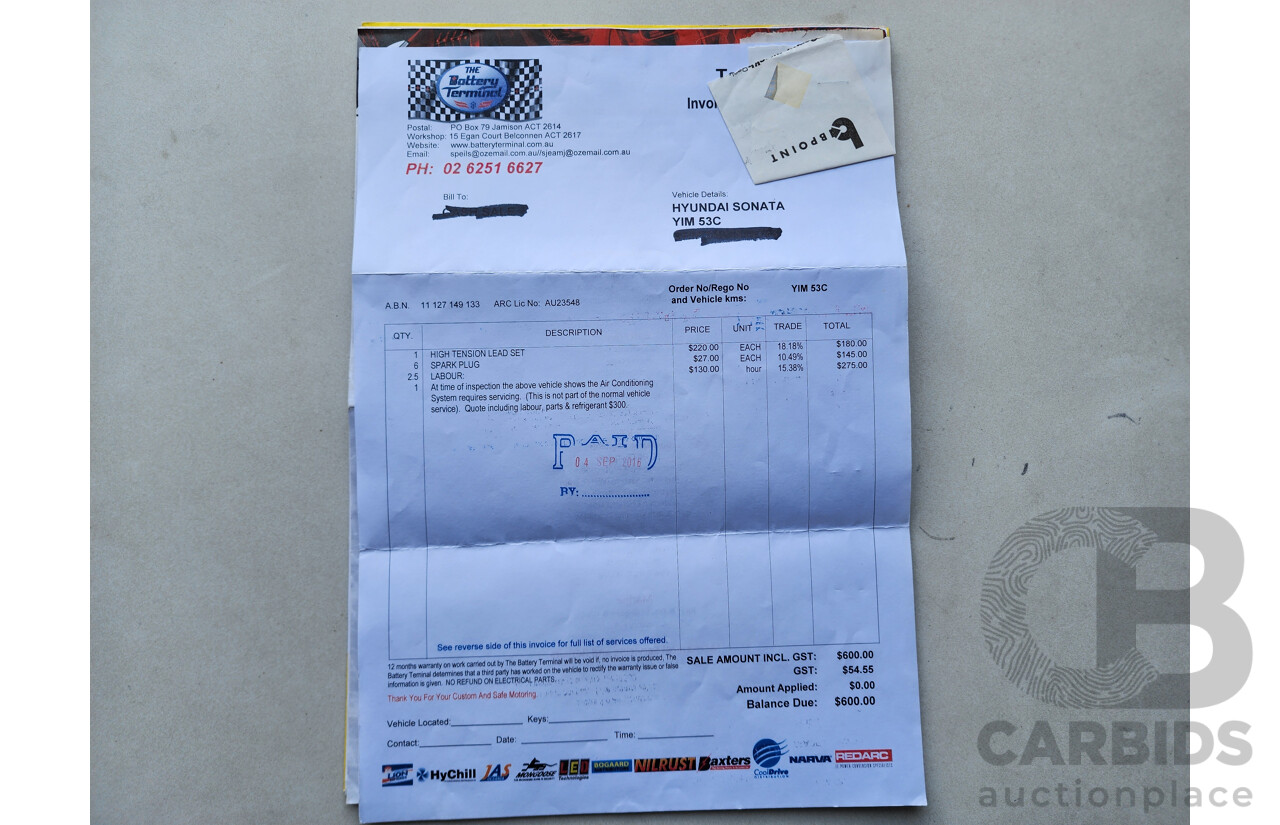 THE
Battery
Terminal
T
Invoi
BPOINT
Postal: PO Box 79 Jamison ACT 2614
Workshop: 15 Egan Court Belconnen ACT 2617
Website: www.batteryterminal.com.au
Email: speils@ozemail.com.au//sjeamj@ozemail.com.au
PH: 02 6251 6627
Bill To:
Vehicle Details:
HYUNDAI SONATA
YIM 53C
A.B.N. 11 127 149 133 ARC Lic No: AU23548
Order No/Rego No YIM 53C
and Vehicle kms:
QTY. DESCRIPTION PRICE UNIT TRADE TOTAL
1 HIGH TENSION LEAD SET $220.00 EACH 18.18% $180.00
6 SPARK PLUG $27.00 EACH 10.49% $145.00
2.5 LABOUR: $130.00 hour 15.38% $275.00
1 At time of inspection the above vehicle shows the Air Conditioning
System requires servicing. (This is not part of the normal vehicle
service). Quote including labour, parts & refrigerant $300.
PAID
04 SEP 2016
BY:
See reverse side of this invoice for full list of services offered.
12 months warranty on work carried out by The Battery Terminal will be void if, no invoice is produced, The
Battery Terminal determines that a third party has worked on the vehicle to rectify the warranty issue or false
information is given. NO REFUND ON ELECTRICAL PARTS.
Thank You For Your Custom And Safe Motoring.
SALE AMOUNT INCL. GST: $600.00
GST: $54.55
Amount Applied: $0.00
Balance Due: $600.00
Vehicle Located: Keys:
Contact: Date: Time:
HyChill JAS MONGOOSE LED Technologies BOGAARD NILRUST Baxters CoolDrive DISTRIBUTION NARVA REDARC
CB
CARBIDS
auctionplace